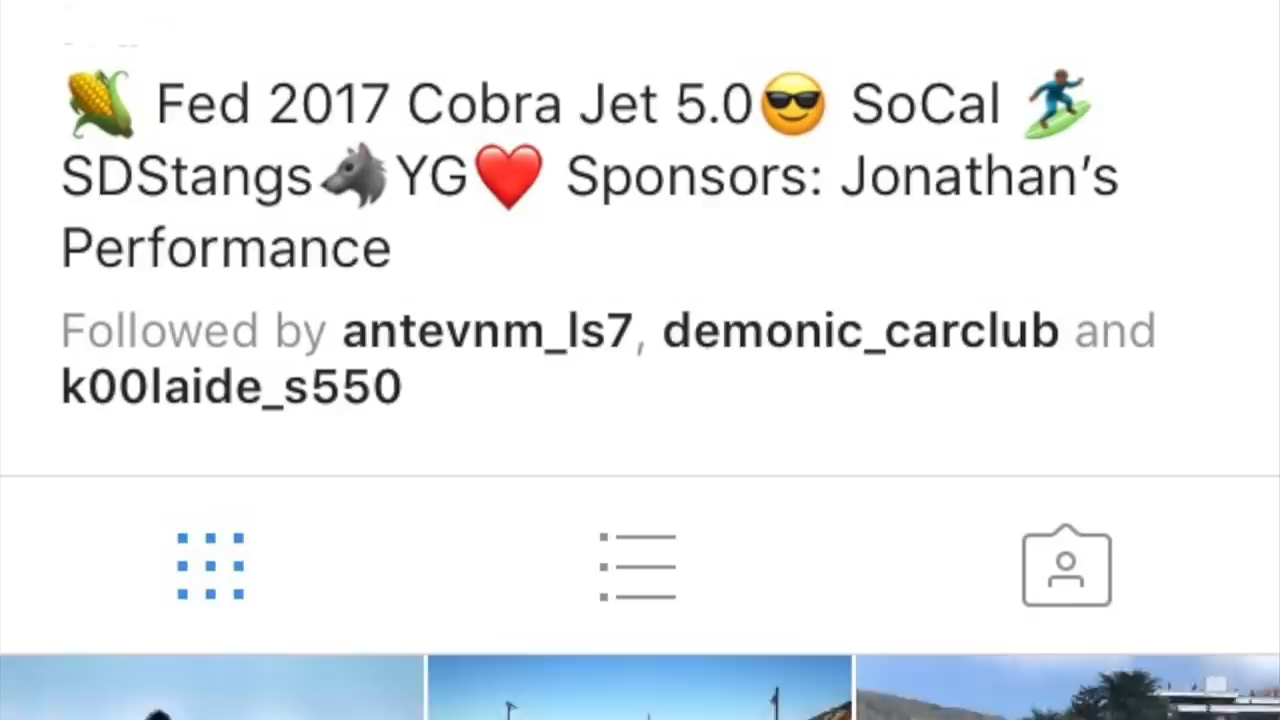 🌽 Fed 2017 Cobra Jet 5.0😎 SoCal 🏄🏾‍♂️
SDStangs🐺YG❤️ Sponsors: Jonathan’s
Performance
Followed by antevnm_ls7, demonic_carclub and
k00laide_s550